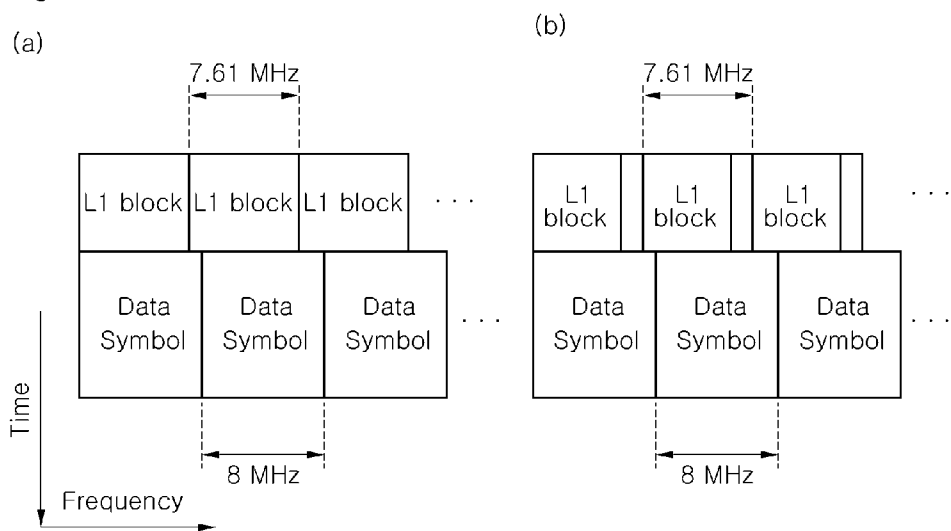 (a)
7.61 MHz
L1 block L1 block L1 block . . .
Data Symbol Data Symbol Data Symbol . . .
8 MHz
Time
Frequency
(b)
7.61 MHz
L1 block L1 block L1 block . . .
Data Symbol Data Symbol Data Symbol . . .
8 MHz